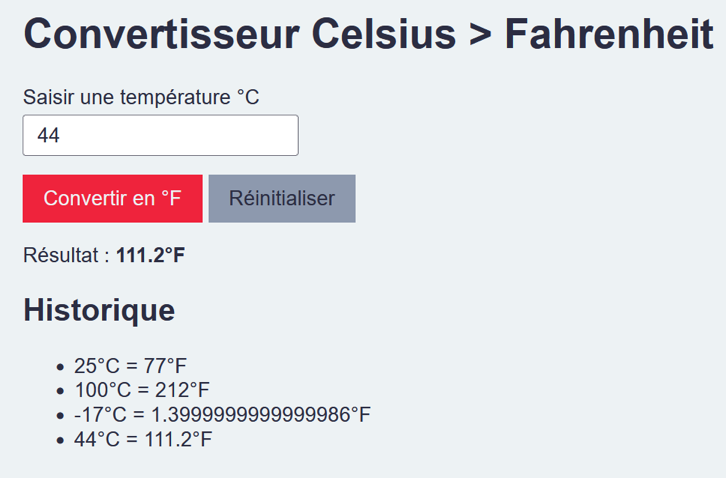 Convertisseur Celsius > Fahrenheit
Saisir une température °C
44
Convertir en °F Réinitialiser
Résultat : 111.2°F
Historique
• 25°C = 77°F
• 100°C = 212°F
• -17°C = 1.3999999999999986°F
• 44°C = 111.2°F